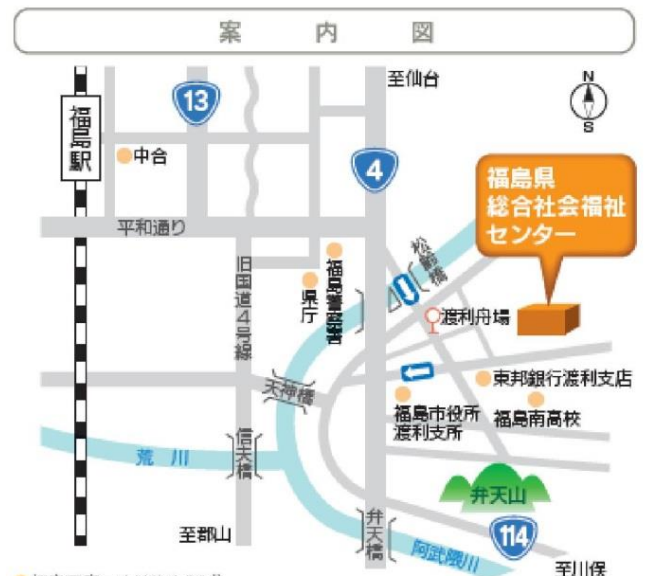 案内図
至仙台
N
S
13
福島駅
中合
4
福島県
総合社会福祉
センター
平和通り
松齢橋
旧国道4号線
福島警察署
県庁
渡利舟場
天神橋
東邦銀行渡利支店
福島市役所
渡利支所
福島南高校
信夫橋
荒川
弁天山
至郡山
弁天橋
阿武隈川
114
至川俣